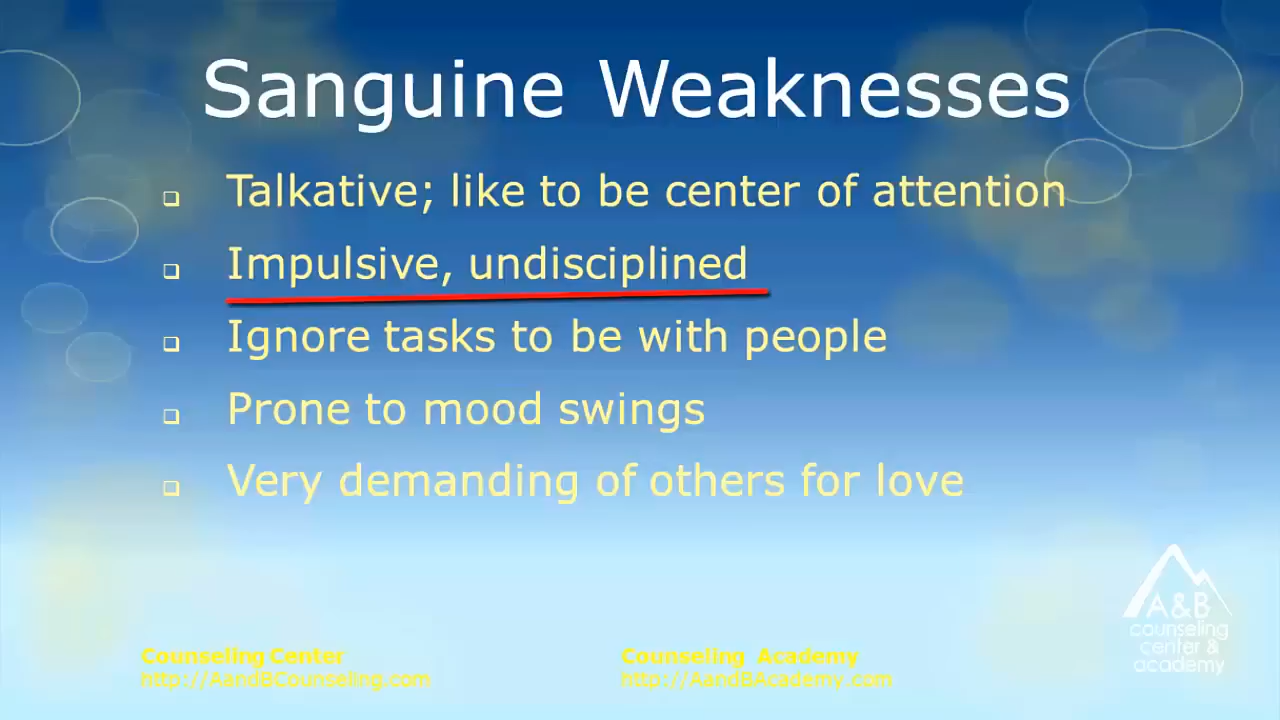 Sanguine Weaknesses
Talkative; like to be center of attention
Impulsive, undisciplined
Ignore tasks to be with people
Prone to mood swings
Very demanding of others for love
A&B
counseling
center &
academy
Counseling Center
http://AandBCounseling.com
Counseling Academy
http://AandBAcademy.com